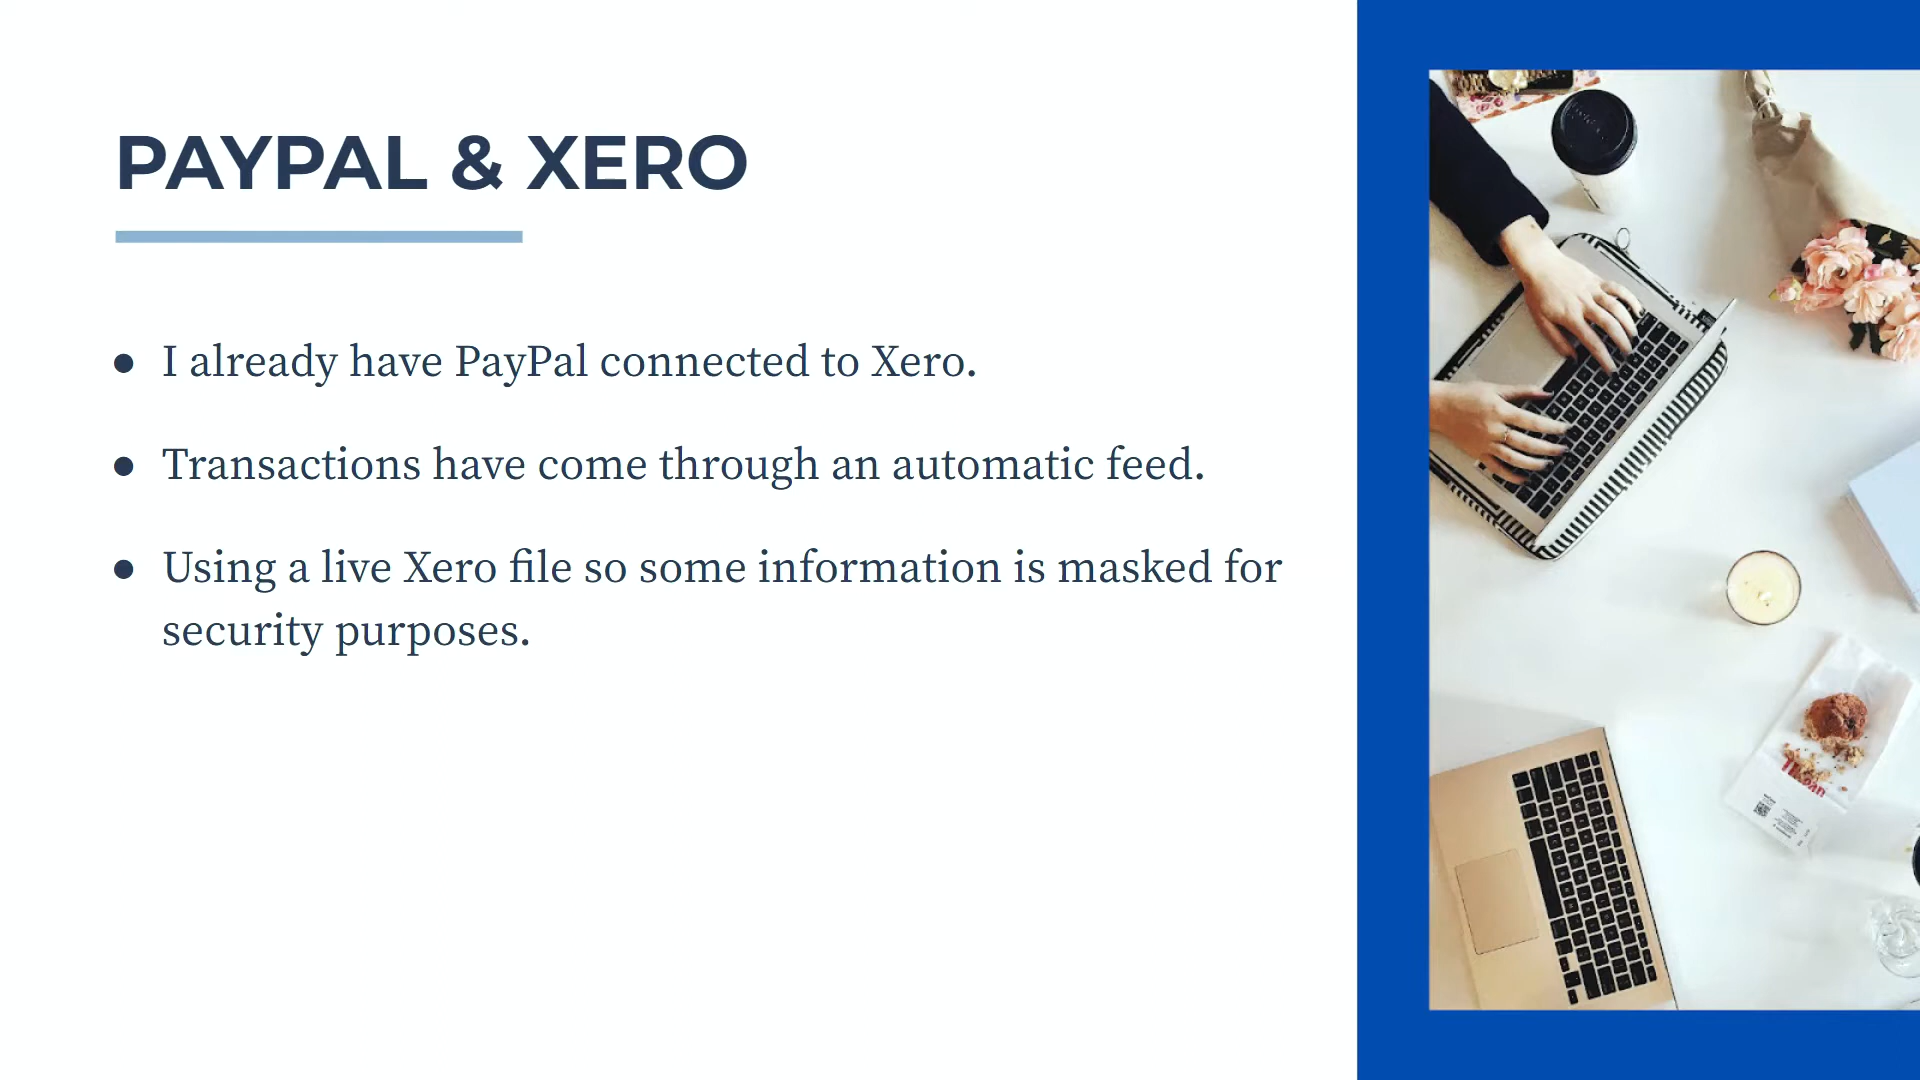 PAYPAL & XERO
● I already have PayPal connected to Xero.
● Transactions have come through an automatic feed.
● Using a live Xero file so some information is masked for
security purposes.